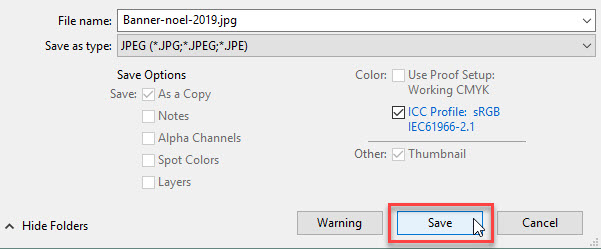 File name: Banner-noel-2019.jpg
Save as type: JPEG (*.JPG;*.JPEG;*.JPE)
Save Options
Save: As a Copy
Notes
Alpha Channels
Spot Colors
Layers
Color: Use Proof Setup:
Working CMYK
ICC Profile: sRGB
IEC61966-2.1
Other: Thumbnail
Hide Folders
Warning
Save
Cancel